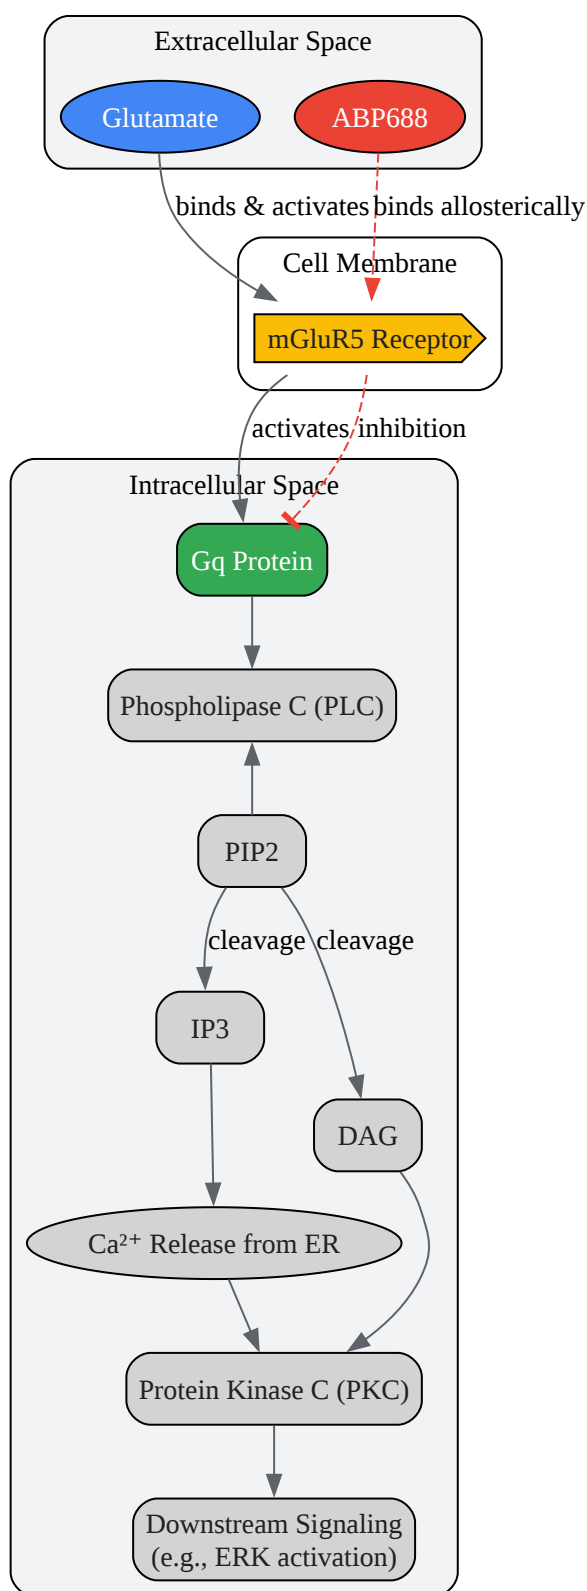 Extracellular Space
Glutamate
ABP688
binds & activates
binds allosterically
Cell Membrane
mGluR5 Receptor
activates
inhibition
Intracellular Space
Gq Protein
Phospholipase C (PLC)
PIP2
cleavage
cleavage
IP3
DAG
Ca²⁺ Release from ER
Protein Kinase C (PKC)
Downstream Signaling
(e.g., ERK activation)